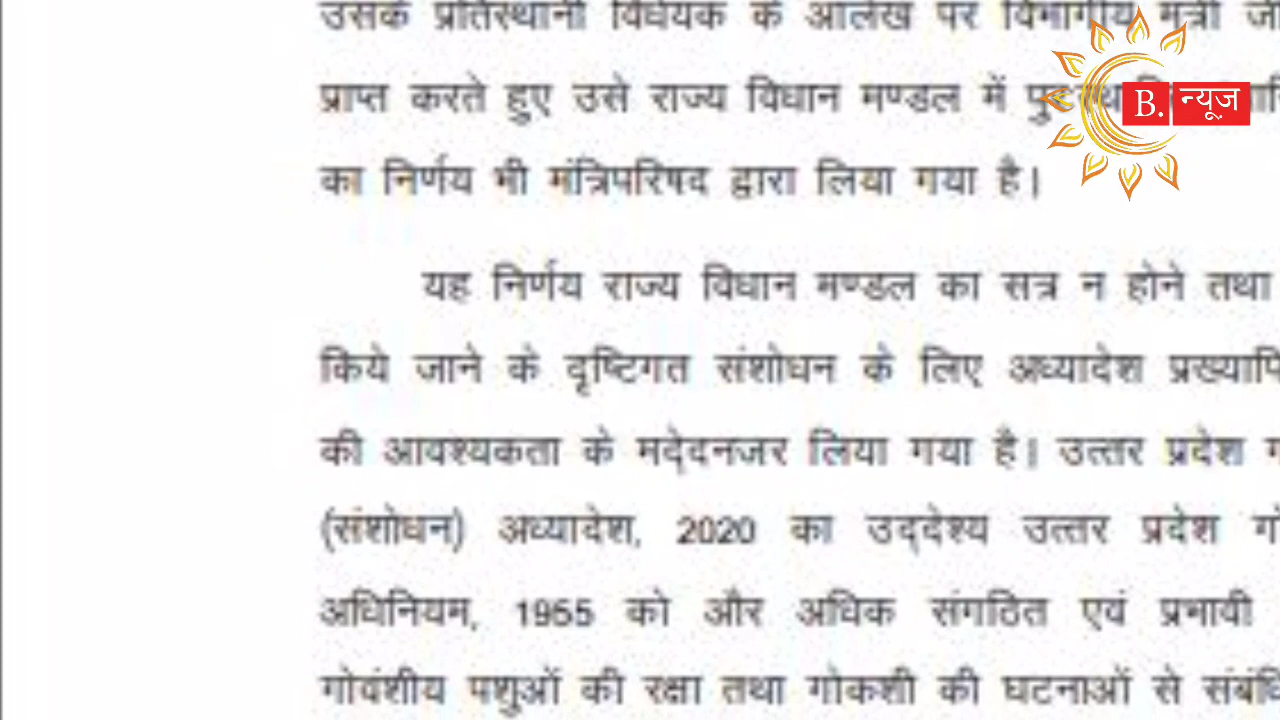 उसके प्रतिस्थानी विधेयक के आलेख पर विभागीय मंत्री
प्राप्त करते हुए उसे राज्य विधान मण्डल में
का निर्णय भी मंत्रिपरिषद द्वारा लिया गया है।
यह निर्णय राज्य विधान मण्डल का सत्र न होने तथा
किये जाने के दृष्टिगत संशोधन के लिए अध्यादेश
की आवश्यकता के मद्देनजर लिया गया है। उत्तर प्रदेश
(संशोधन) अध्यादेश, 2020 का उद्देश्य उत्तर प्रदेश
अधिनियम, 1955 को और अधिक संगठित एवं प्रभावी
गोवंशीय पशुओं की रक्षा तथा गोकशी की घटनाओं से
B. न्यूज